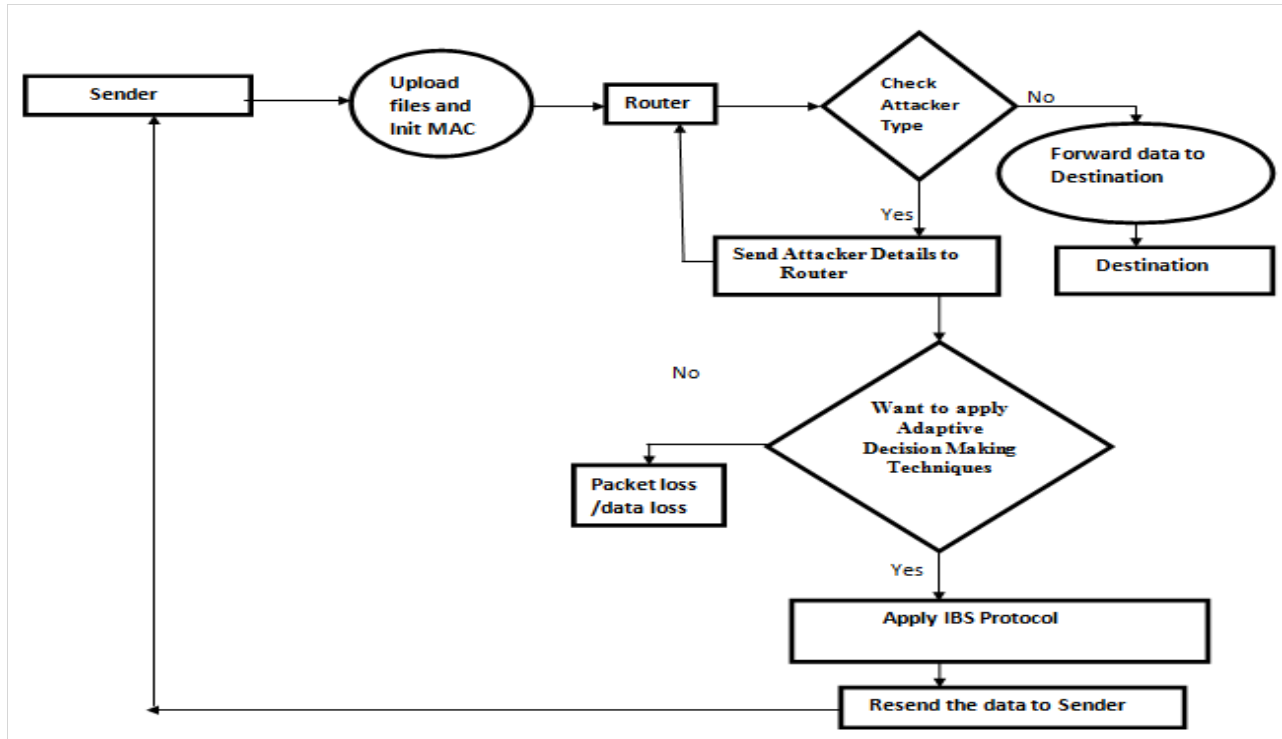 Sender
Upload
files and
Init MAC
Router
Check
Attacker
Type
No
Forward data to
Destination
Yes
Send Attacker Details to
Router
Destination
No
Want to apply
Adaptive
Decision Making
Techniques
Packet loss
/data loss
Yes
Apply IBS Protocol
Resend the data to Sender